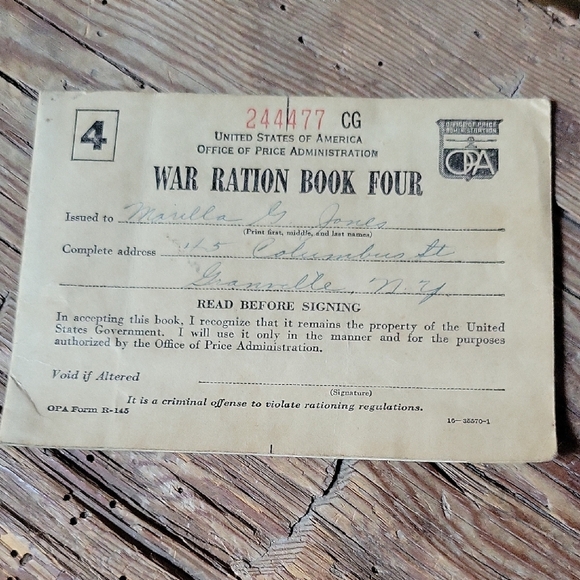 4
244477 CG
UNITED STATES OF AMERICA
OFFICE OF PRICE ADMINISTRATION
OFFICE OF PRICE
ADMINISTRATION
OPA
WAR RATION BOOK FOUR
Issued to Marella G. Jones
(Print first, middle, and last names)
Complete address Columbus St
Granville, N.Y.
READ BEFORE SIGNING
In accepting this book, I recognize that it remains the property of the United
States Government. I will use it only in the manner and for the purposes
authorized by the Office of Price Administration.
Void if Altered
(Signature)
It is a criminal offense to violate rationing regulations.
OPA Form R-145
16—35570-1